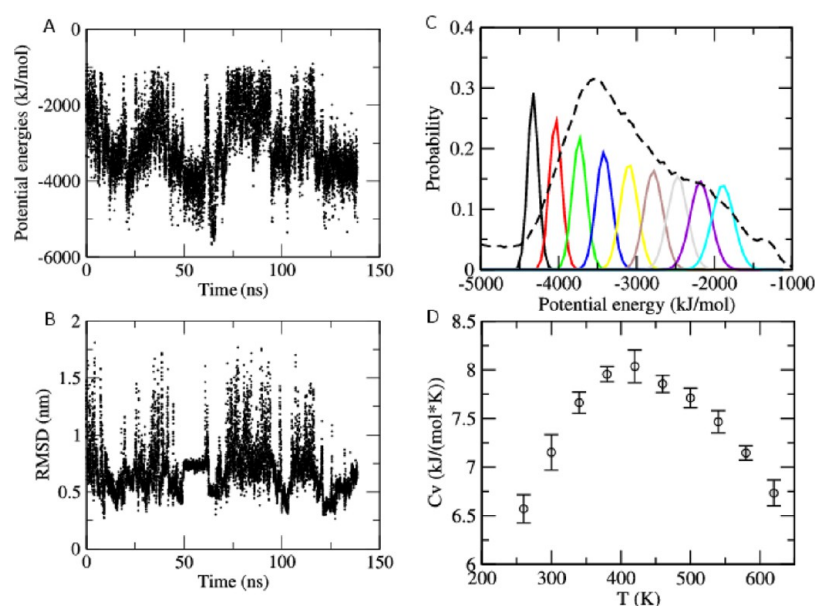 A
Potential energies (kJ/mol)
0
-2000
-4000
-6000
0 50 100 150
Time (ns)
B
RMSD (nm)
2
1.5
1
0.5
0
0 50 100 150
Time (ns)
C
Probability
0.4
0.3
0.2
0.1
0
-5000 -4000 -3000 -2000 -1000
Potential energy (kJ/mol)
D
Cv (kJ/(mol*K))
8.5
8
7.5
7
6.5
6
200 300 400 500 600
T (K)